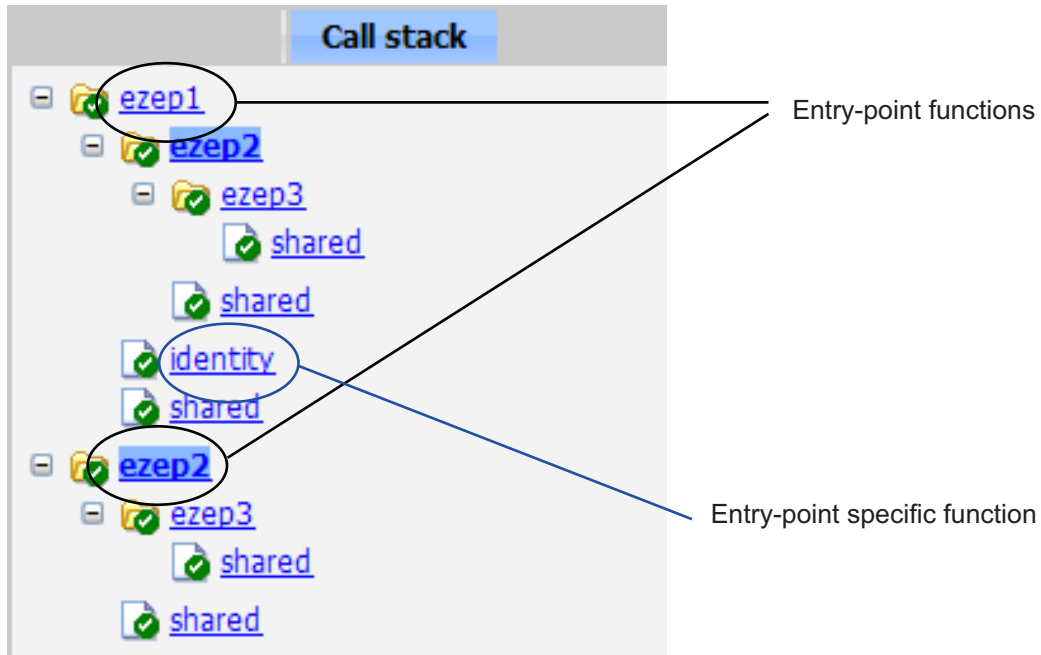 Call stack
ezep1
Entry-point functions
ezep2
ezep3
shared
shared
identity
shared
ezep2
ezep3
Entry-point specific function
shared
shared